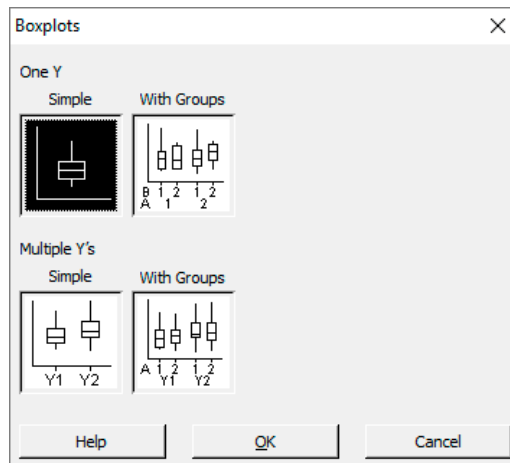 Boxplots
One Y
Simple With Groups
B 1 2 1 2
A 1 2
Multiple Y's
Simple With Groups
Y1 Y2
A 1 2 1 2
Y1 Y2
Help OK Cancel